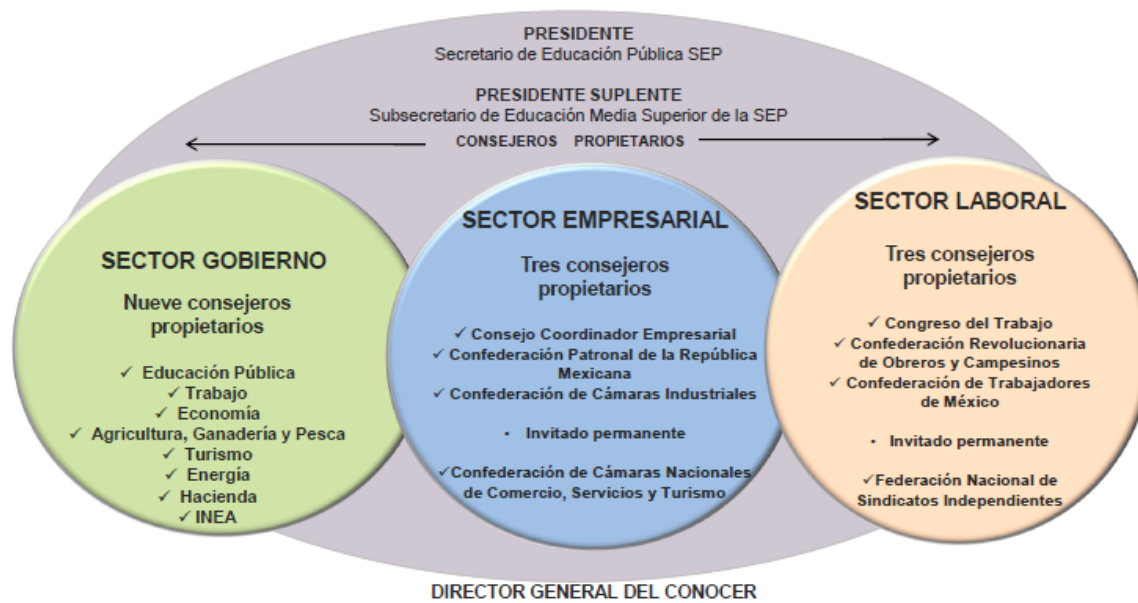 PRESIDENTE
Secretario de Educación Pública SEP
PRESIDENTE SUPLENTE
Subsecretario de Educación Media Superior de la SEP
CONSEJEROS PROPIETARIOS
SECTOR GOBIERNO
Nueve consejeros
propietarios
✓ Educación Pública
✓ Trabajo
✓ Economía
✓ Agricultura, Ganadería y Pesca
✓ Turismo
✓ Energía
✓ Hacienda
✓ INEA
SECTOR EMPRESARIAL
Tres consejeros
propietarios
✓ Consejo Coordinador Empresarial
✓ Confederación Patronal de la República
Mexicana
✓ Confederación de Cámaras Industriales
• Invitado permanente
✓Confederación de Cámaras Nacionales
de Comercio, Servicios y Turismo
SECTOR LABORAL
Tres consejeros
propietarios
✓ Congreso del Trabajo
✓ Confederación Revolucionaria
de Obreros y Campesinos
✓ Confederación de Trabajadores
de México
• Invitado permanente
✓Federación Nacional de
Sindicatos Independientes
DIRECTOR GENERAL DEL CONOCER